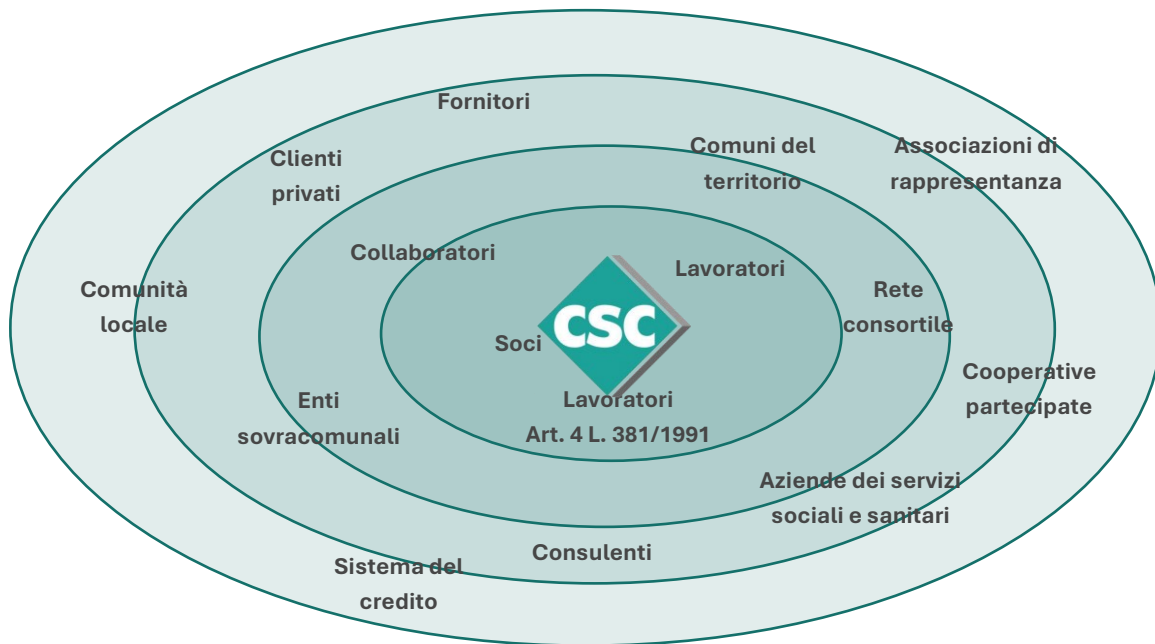 Fornitori
Clienti
privati
Comuni del
territorio
Associazioni di
rappresentanza
Collaboratori
Lavoratori
Comunità
locale
Rete
consortile
CSC
Soci
Cooperative
partecipate
Enti
sovracomunali
Lavoratori
Art. 4 L. 381/1991
Aziende dei servizi
sociali e sanitari
Consulenti
Sistema del
credito